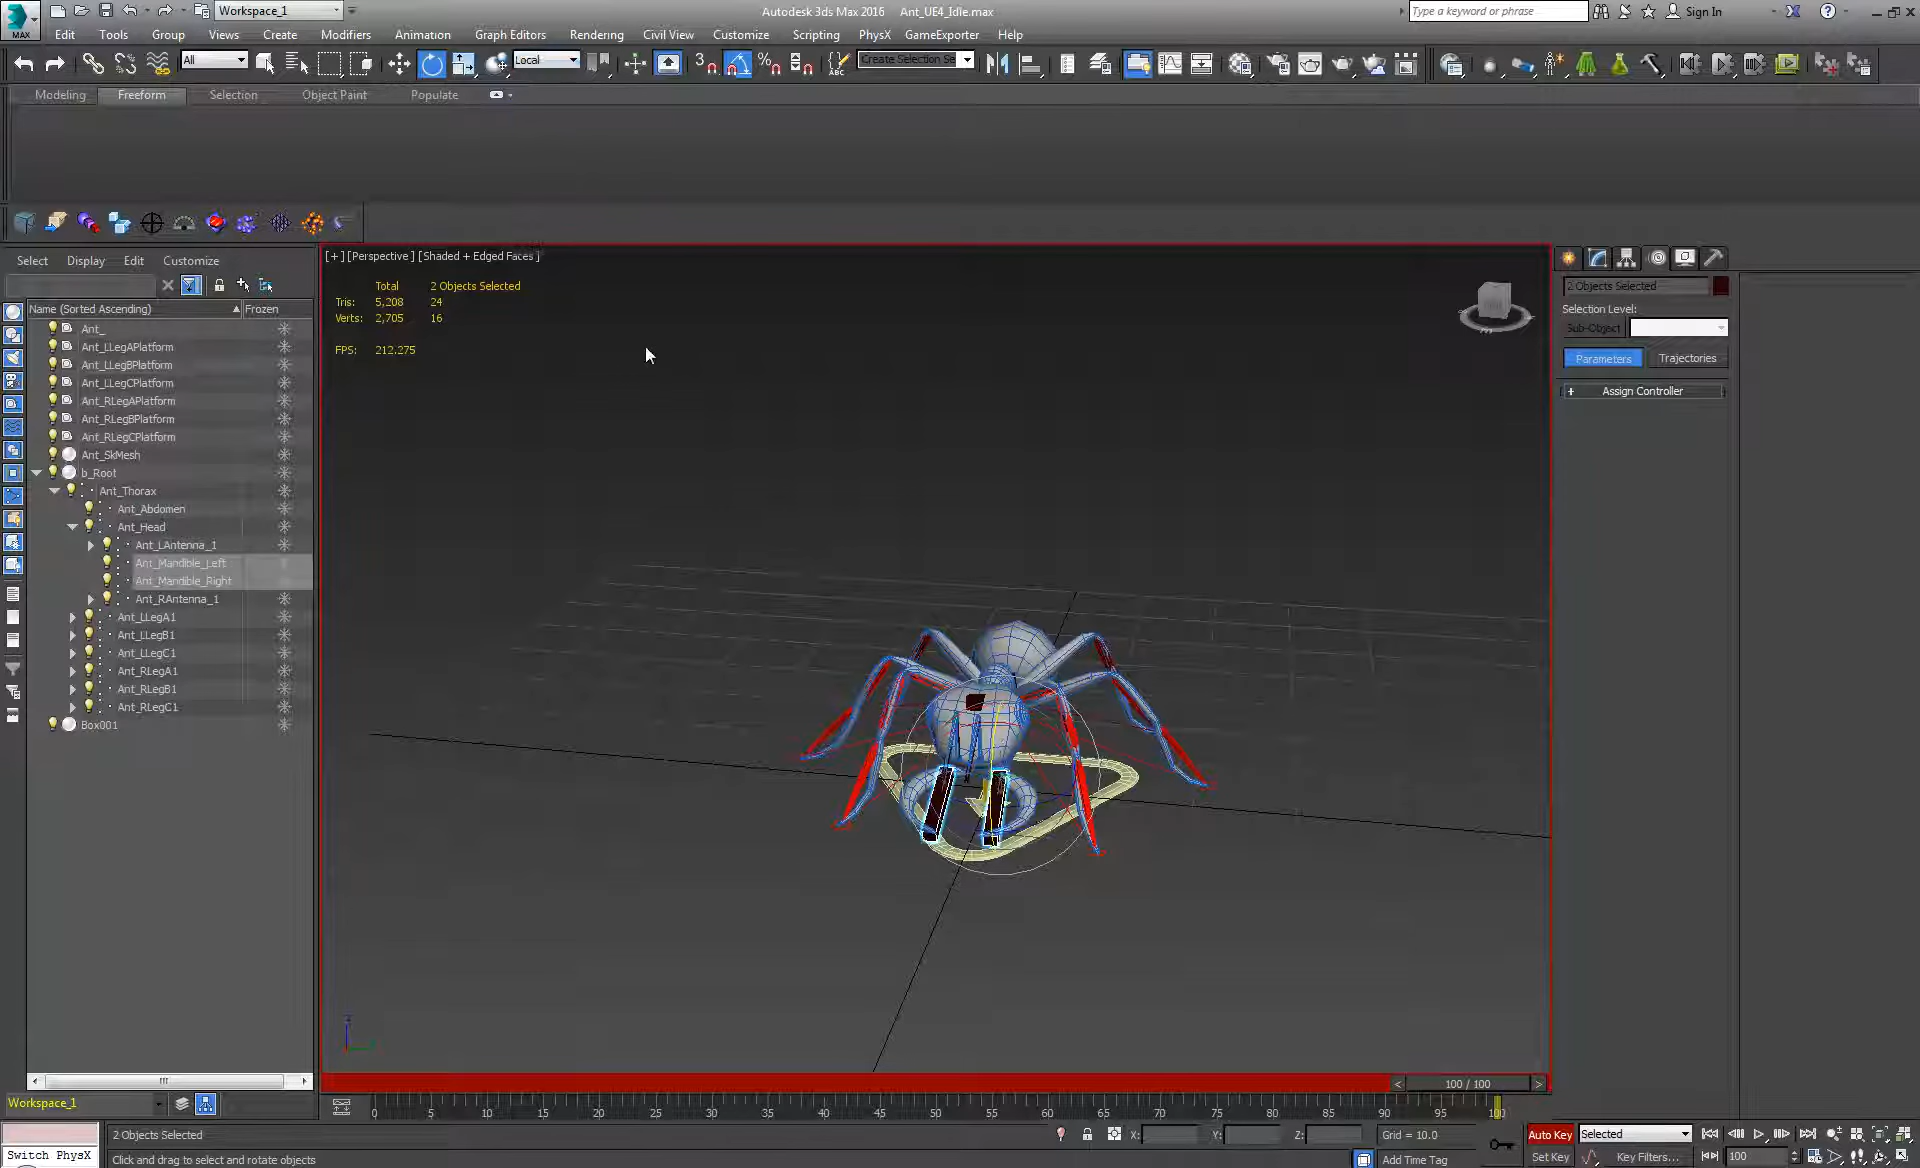 Workspace_1
Autodesk 3ds Max 2016 Ant_UE4_Idle.max
Type a keyword or phrase
Sign In
MAX
Edit Tools Group Views Create Modifiers Animation Graph Editors Rendering Civil View Customize Scripting PhysX GameExporter Help
All
Local
3
ABC
Create Selection Se
Modeling Freeform Selection Object Paint Populate
Select Display Edit Customize
Name (Sorted Ascending) Frozen
Ant_
Ant_LLegAPlatform
Ant_LLegBPlatform
Ant_LLegCPlatform
Ant_RLegAPlatform
Ant_RLegBPlatform
Ant_RLegCPlatform
Ant_SkMesh
b_Root
Ant_Thorax
Ant_Abdomen
Ant_Head
Ant_LAntenna_1
Ant_Mandible_Left
Ant_Mandible_Right
Ant_RAntenna_1
Ant_LLegA1
Ant_LLegB1
Ant_LLegC1
Ant_RLegA1
Ant_RLegB1
Ant_RLegC1
Box001
[+] [Perspective] [Shaded + Edged Faces]
Total 2 Objects Selected
Tris: 5,208 24
Verts: 2,705 16
FPS: 212.275
2 Objects Selected
Selection Level:
Sub-Object
Parameters Trajectories
+ Assign Controller
< 100 / 100 >
Workspace_1
0 5 10 15 20 25 30 35 40 45 50 55 60 65 70 75 80 85 90 95 100
2 Objects Selected
X: Y: Z: Grid = 10.0
Auto Key Selected
Switch PhysX
Click and drag to select and rotate objects
Add Time Tag
Set Key Key Filters... 100